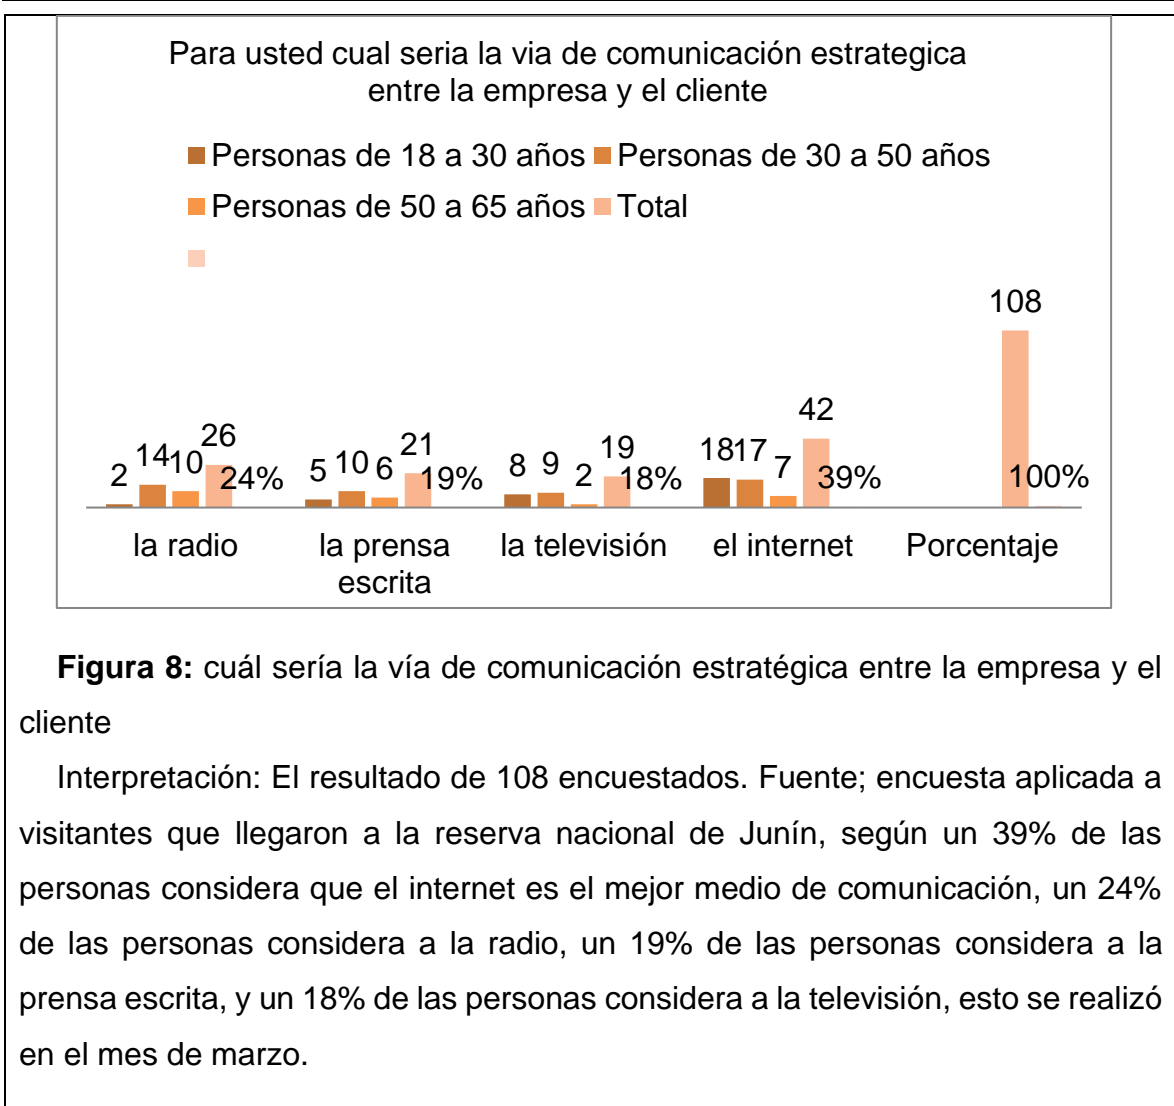 Para usted cual seria la via de comunicación estrategica
entre la empresa y el cliente
Personas de 18 a 30 años Personas de 30 a 50 años
Personas de 50 a 65 años Total
108
42
26 21 19 1817
2 14 10 24% 5 10 6 19% 8 9 2 18% 7 39% 100%
la radio la prensa la televisión el internet Porcentaje
escrita
Figura 8: cuál sería la vía de comunicación estratégica entre la empresa y el
cliente
Interpretación: El resultado de 108 encuestados. Fuente; encuesta aplicada a
visitantes que llegaron a la reserva nacional de Junín, según un 39% de las
personas considera que el internet es el mejor medio de comunicación, un 24%
de las personas considera a la radio, un 19% de las personas considera a la
prensa escrita, y un 18% de las personas considera a la televisión, esto se realizó
en el mes de marzo.